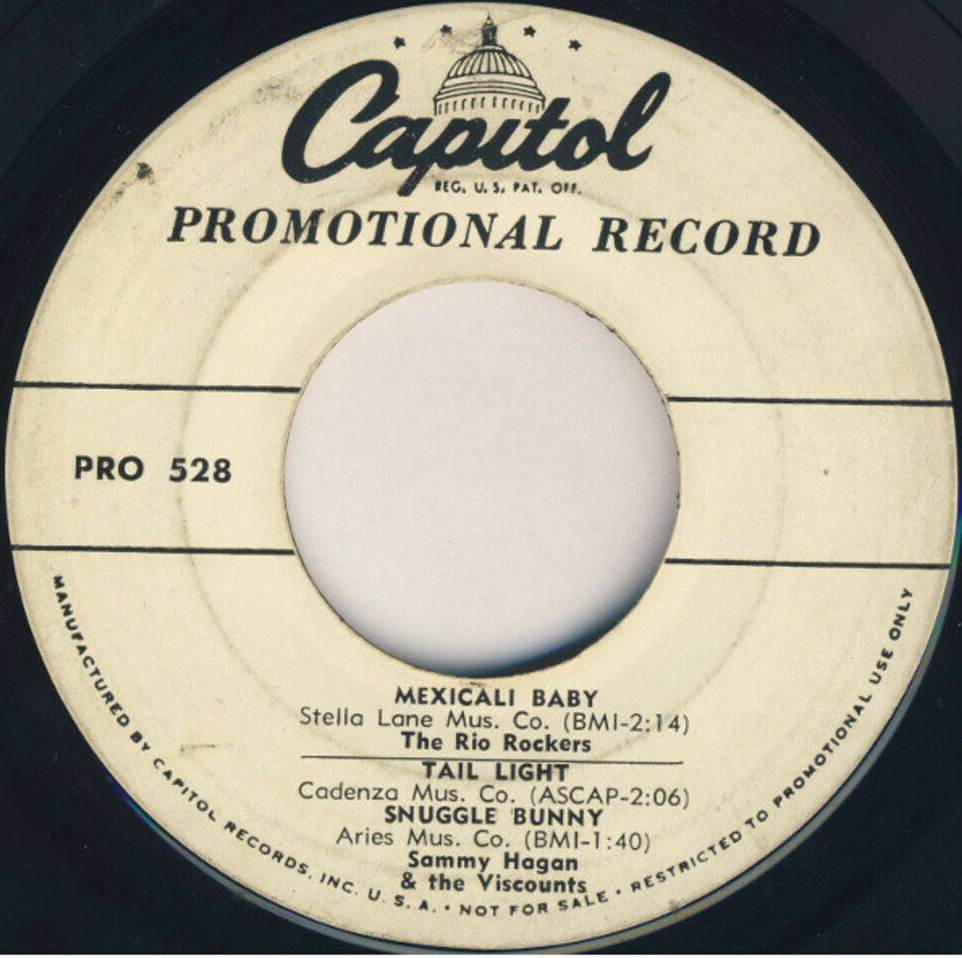 Capitol
REG. U. S. PAT. OFF.
PROMOTIONAL RECORD
PRO 528
MEXICALI BABY
Stella Lane Mus. Co. (BMI-2:14)
The Rio Rockers
TAIL LIGHT
Cadenza Mus. Co. (ASCAP-2:06)
SNUGGLE BUNNY
Aries Mus. Co. (BMI-1:40)
Sammy Hagan
& the Viscounts
MANUFACTURED BY CAPITOL RECORDS, INC. U. S. A. • NOT FOR SALE • RESTRICTED TO PROMOTIONAL USE ONLY